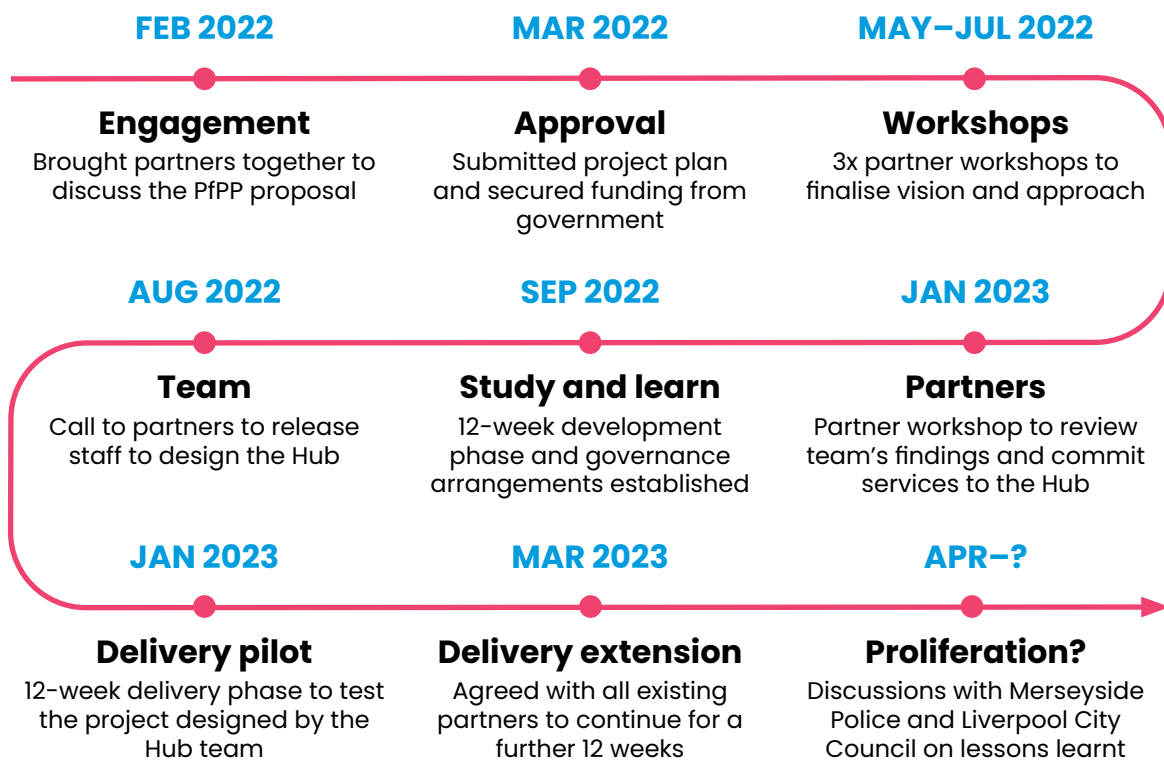 FEB 2022
MAR 2022
MAY–JUL 2022
Engagement
Brought partners together to
discuss the PfPP proposal
Approval
Submitted project plan
and secured funding from
government
Workshops
3x partner workshops to
finalise vision and approach
AUG 2022
SEP 2022
JAN 2023
Team
Call to partners to release
staff to design the Hub
Study and learn
12-week development
phase and governance
arrangements established
Partners
Partner workshop to review
team’s findings and commit
services to the Hub
JAN 2023
MAR 2023
APR–?
Delivery pilot
12-week delivery phase to test
the project designed by the
Hub team
Delivery extension
Agreed with all existing
partners to continue for a
further 12 weeks
Proliferation?
Discussions with Merseyside
Police and Liverpool City
Council on lessons learnt